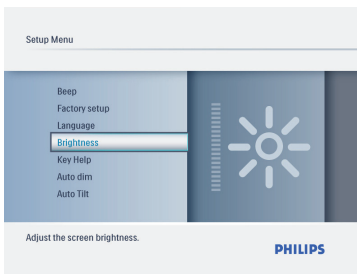 Setup Menu
Beep
Factory setup
Language
Brightness
Key Help
Auto dim
Auto Tilt
Adjust the screen brightness.
PHILIPS